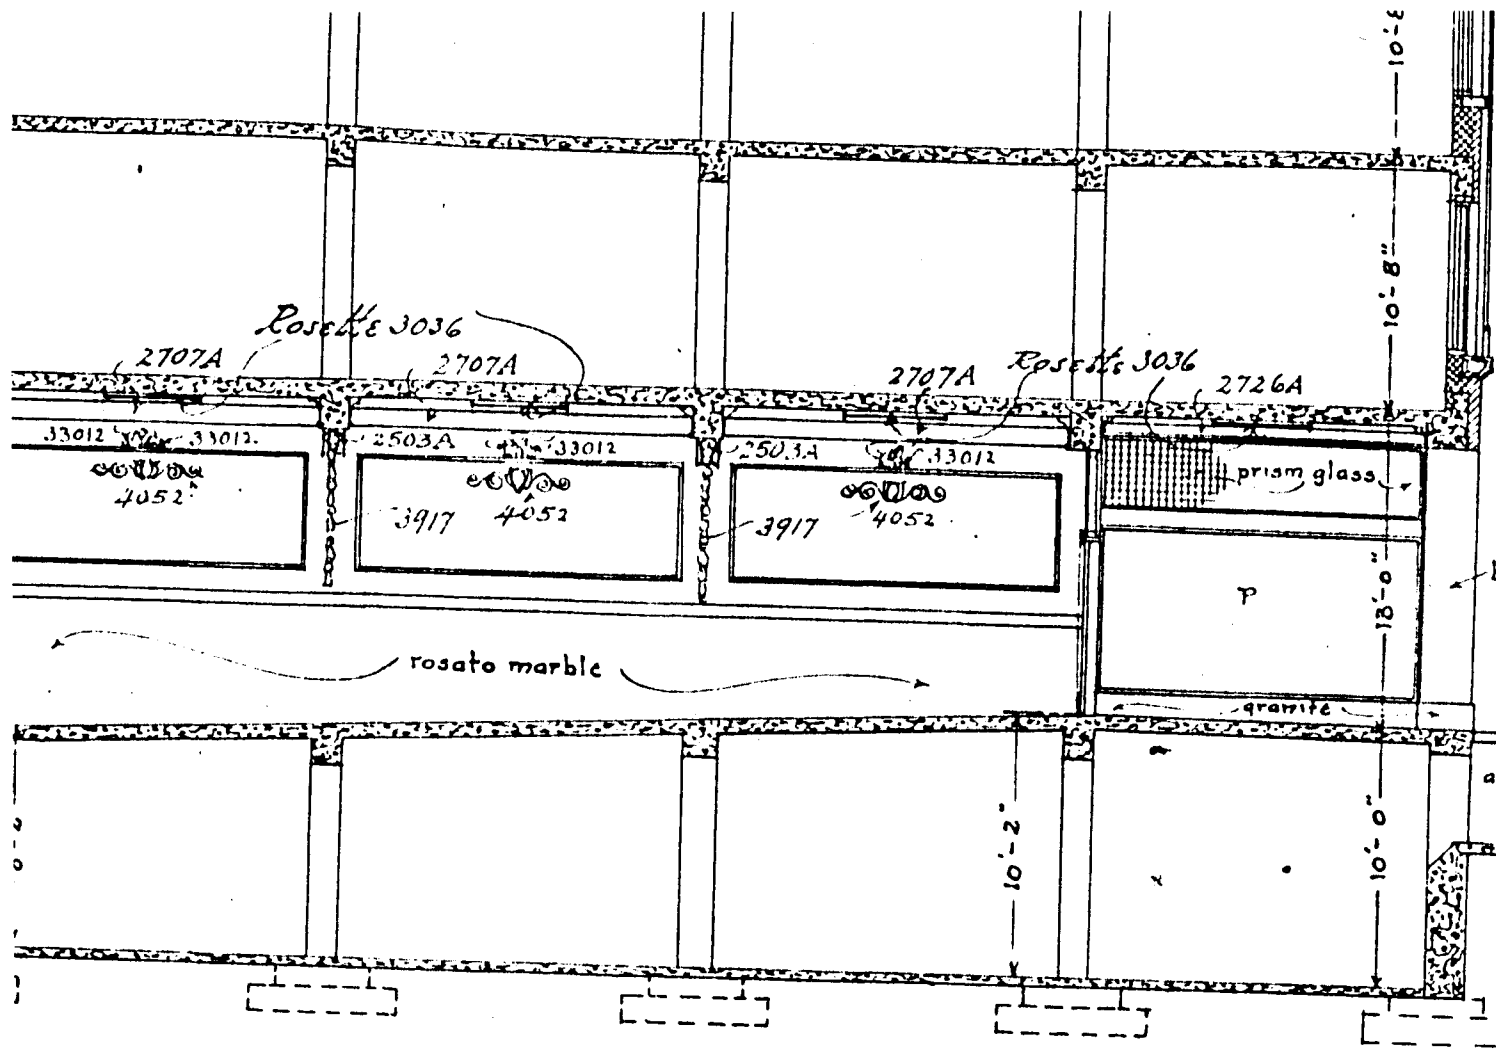 10'-8"
Rosette 3036
2707A
2707A
2707A
Rosette 3036
2726A
33012
33012
2503A
33012
2503A
33012
prism glass
4052
3917
4052
3917
4052
13'-0"
rosato marble
granite
10'-2"
10'-0"